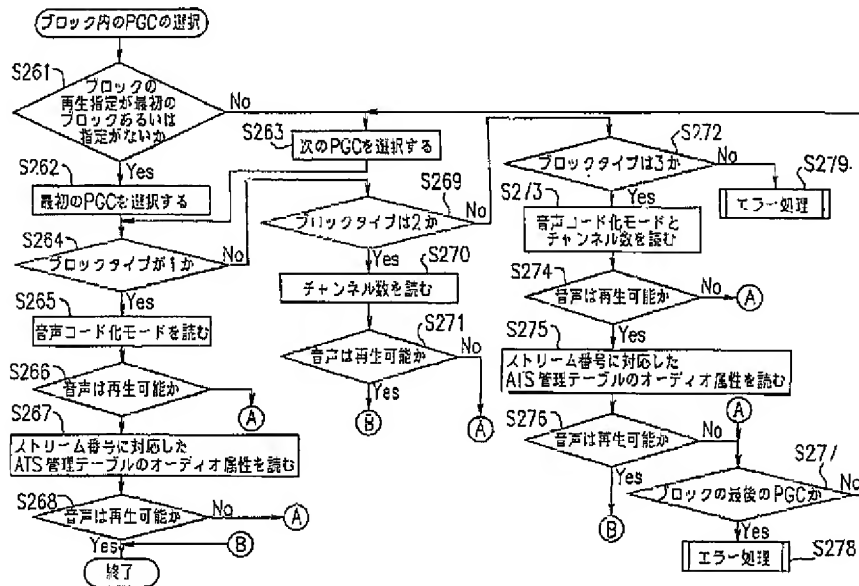 ブロック内のPGCの選択
S261
ブロックの
再生指定が最初の
ブロックあるいは
指定がないか
No
Yes
S262
最初のPGCを選択する
S263
次のPGCを選択する
S264
ブロックタイプが1か
No
Yes
S265
音声コード化モードを読む
S266
音声は再生可能か
A
S267
ストリーム番号に対応した
ATS管理テーブルのオーディオ属性を読む
S268
音声は再生可能か
No
A
Yes
B
終了
S269
ブロックタイプは2か
No
Yes
S270
チャンネル数を読む
S271
音声は再生可能か
No
Yes
B
A
S272
ブロックタイプは3か
No
S279
エラー処理
Yes
S273
音声コード化モードと
チャンネル数を読む
S274
音声は再生可能か
No
A
Yes
S275
ストリーム番号に対応した
ATS管理テーブルのオーディオ属性を読む
S276
音声は再生可能か
No
A
Yes
B
S277
ブロックの最後のPGCか
No
Yes
エラー処理
S278